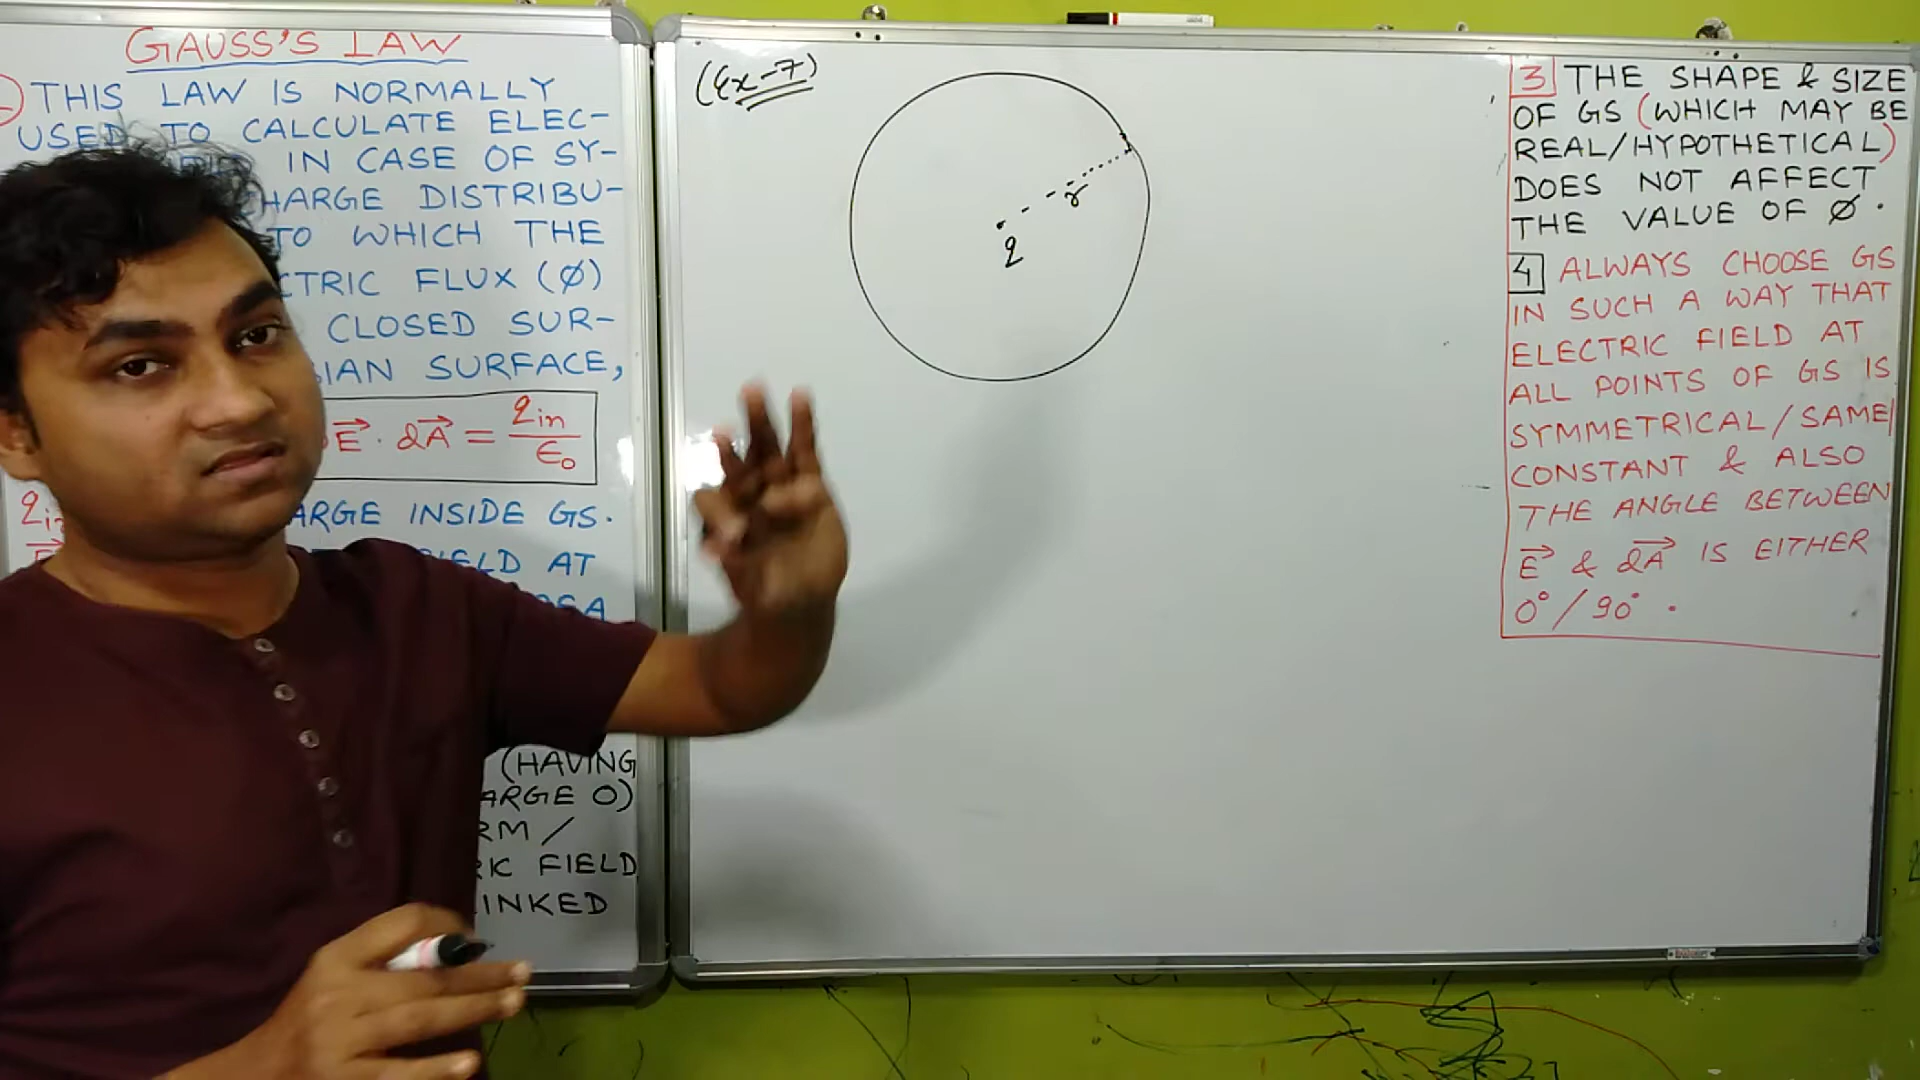 GAUSS'S LAW
THIS LAW IS NORMALLY
USED TO CALCULATE ELEC-
IN CASE OF SY-
CHARGE DISTRIBU-
TO WHICH THE
CTRIC FLUX (Ø)
CLOSED SUR-
SIAN SURFACE,
E⃗ · dA⃗ = qin/ε₀
ARGE INSIDE GS.
IELD AT
(HAVING
ARGE 0)
RM /
FIELD
INKED
(Ex-7)
r
q
3 THE SHAPE & SIZE
OF GS (WHICH MAY BE
REAL/HYPOTHETICAL)
DOES NOT AFFECT
THE VALUE OF Ø.
4 ALWAYS CHOOSE GS
IN SUCH A WAY THAT
ELECTRIC FIELD AT
ALL POINTS OF GS IS
SYMMETRICAL/SAME/
CONSTANT & ALSO
THE ANGLE BETWEEN
E⃗ & dA⃗ IS EITHER
0°/90°.